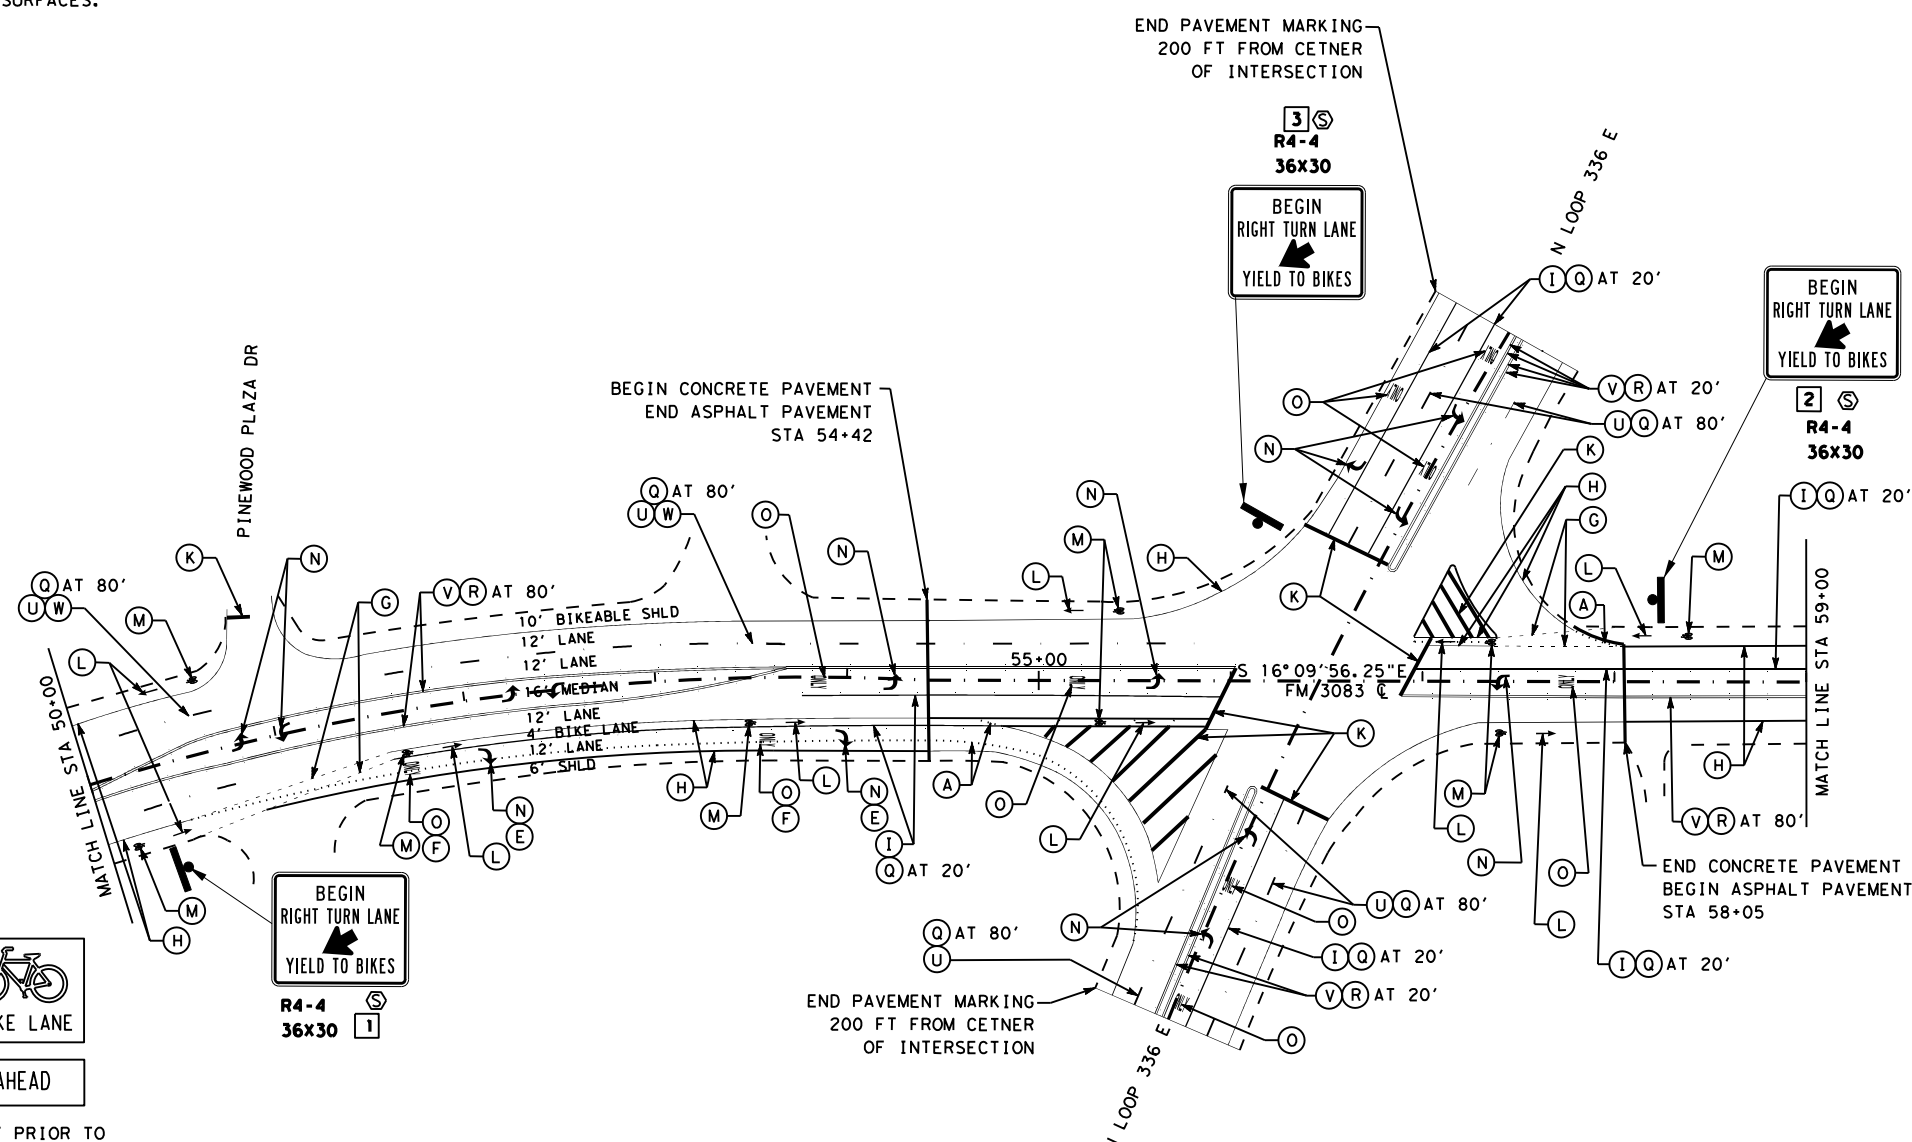 SURFACES.
END PAVEMENT MARKING
200 FT FROM CETNER
OF INTERSECTION
3 S
R4-4
36X30
BEGIN
RIGHT TURN LANE
YIELD TO BIKES
N LOOP 336 E
I Q AT 20'
BEGIN
RIGHT TURN LANE
YIELD TO BIKES
2 S
R4-4
36X30
V R AT 20'
U Q AT 80'
O
N
K
H
G
I Q AT 20'
L
M
A
PINEWOOD PLAZA DR
BEGIN CONCRETE PAVEMENT
END ASPHALT PAVEMENT
STA 54+42
Q AT 80'
U W
O
N
N
M
L
H
K
K
N
Q AT 80'
U W
M
L
G
V R AT 80'
10' BIKEABLE SHLD
12' LANE
12' LANE
16' MEDIAN
12' LANE
4' BIKE LANE
12' LANE
6' SHLD
55+00
S 16°09'56.25"E
FM 3083 ℄
MATCH LINE STA 50+00
MATCH LINE STA 59+00
K
H
M
O
F
L
N
E
A
O
L
M
L
H
V R AT 80'
N
O
L
O
M F
N
E
L
I
Q AT 20'
M
H
END CONCRETE PAVEMENT
BEGIN ASPHALT PAVEMENT
STA 58+05
I Q AT 20'
U Q AT 80'
O
N
I Q AT 20'
V R AT 20'
O
Q AT 80'
U
END PAVEMENT MARKING
200 FT FROM CETNER
OF INTERSECTION
LOOP 336 E
BEGIN
RIGHT TURN LANE
YIELD TO BIKES
R4-4 S
36X30 1
KE LANE
AHEAD
PRIOR TO